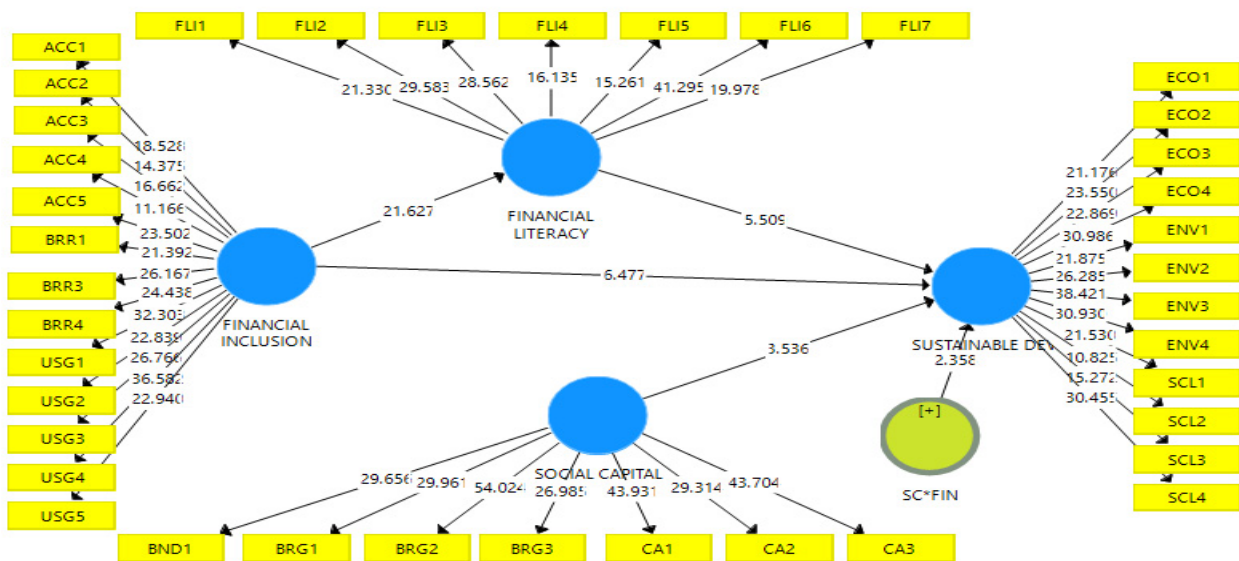 FLI1
FLI2
FLI3
FLI4
FLI5
FLI6
FLI7
21.330
29.583
28.562
16.135
15.261
41.295
19.978
ACC1
ACC2
ACC3
ACC4
ACC5
BRR1
BRR3
BRR4
USG1
USG2
USG3
USG4
USG5
18.528
14.375
16.662
11.166
23.502
21.392
26.167
24.438
32.303
22.839
26.766
36.582
22.940
FINANCIAL
INCLUSION
21.627
FINANCIAL
LITERACY
5.509
6.477
3.536
SOCIAL CAPITAL
29.656
29.961
54.024
26.985
43.931
29.314
43.704
BND1
BRG1
BRG2
BRG3
CA1
CA2
CA3
SUSTAINABLE DEV
2.358
[+]
SC*FIN
21.176
23.550
22.869
30.986
21.875
26.285
38.421
30.930
21.530
10.825
15.272
30.455
ECO1
ECO2
ECO3
ECO4
ENV1
ENV2
ENV3
ENV4
SCL1
SCL2
SCL3
SCL4